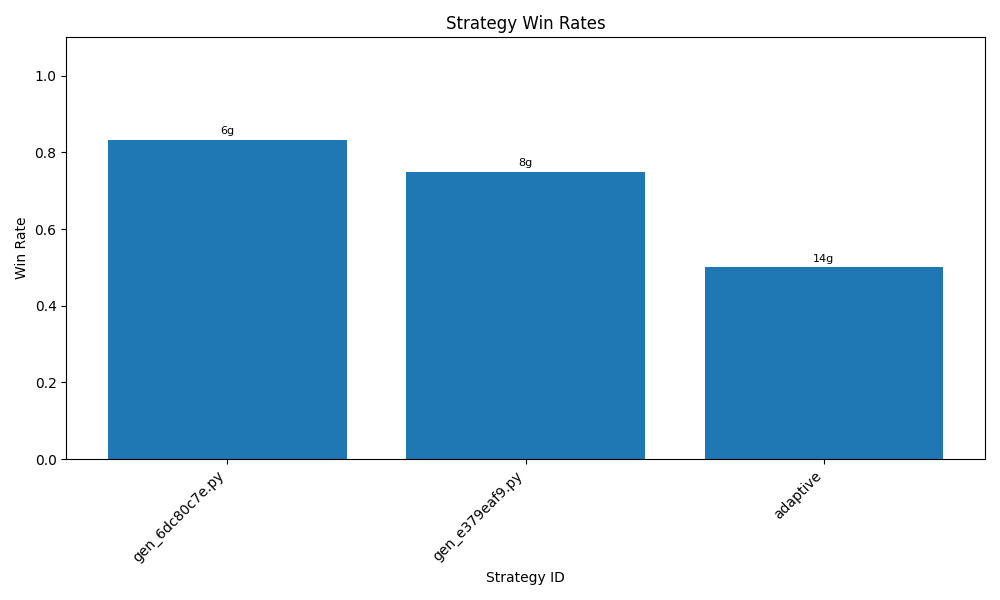 Strategy Win Rates
Win Rate
1.0
0.8
0.6
0.4
0.2
0.0
6g
8g
14g
gen_6dc80c7e.py
gen_e379eaf9.py
adaptive
Strategy ID